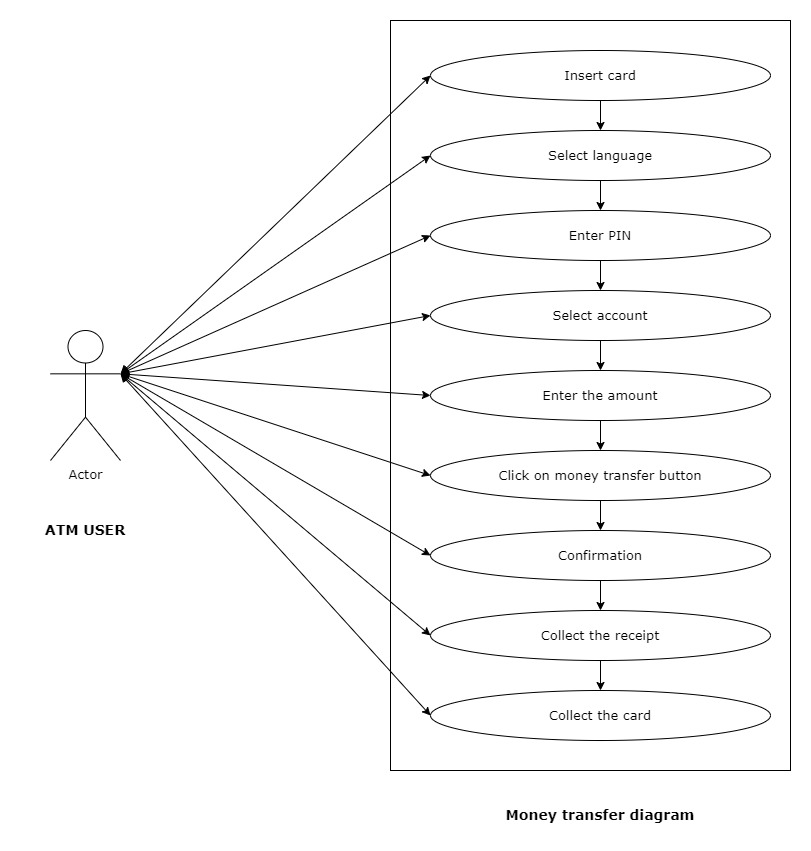 Insert card
Select language
Enter PIN
Select account
Enter the amount
Click on money transfer button
Confirmation
Collect the receipt
Collect the card
Actor
ATM USER
Money transfer diagram